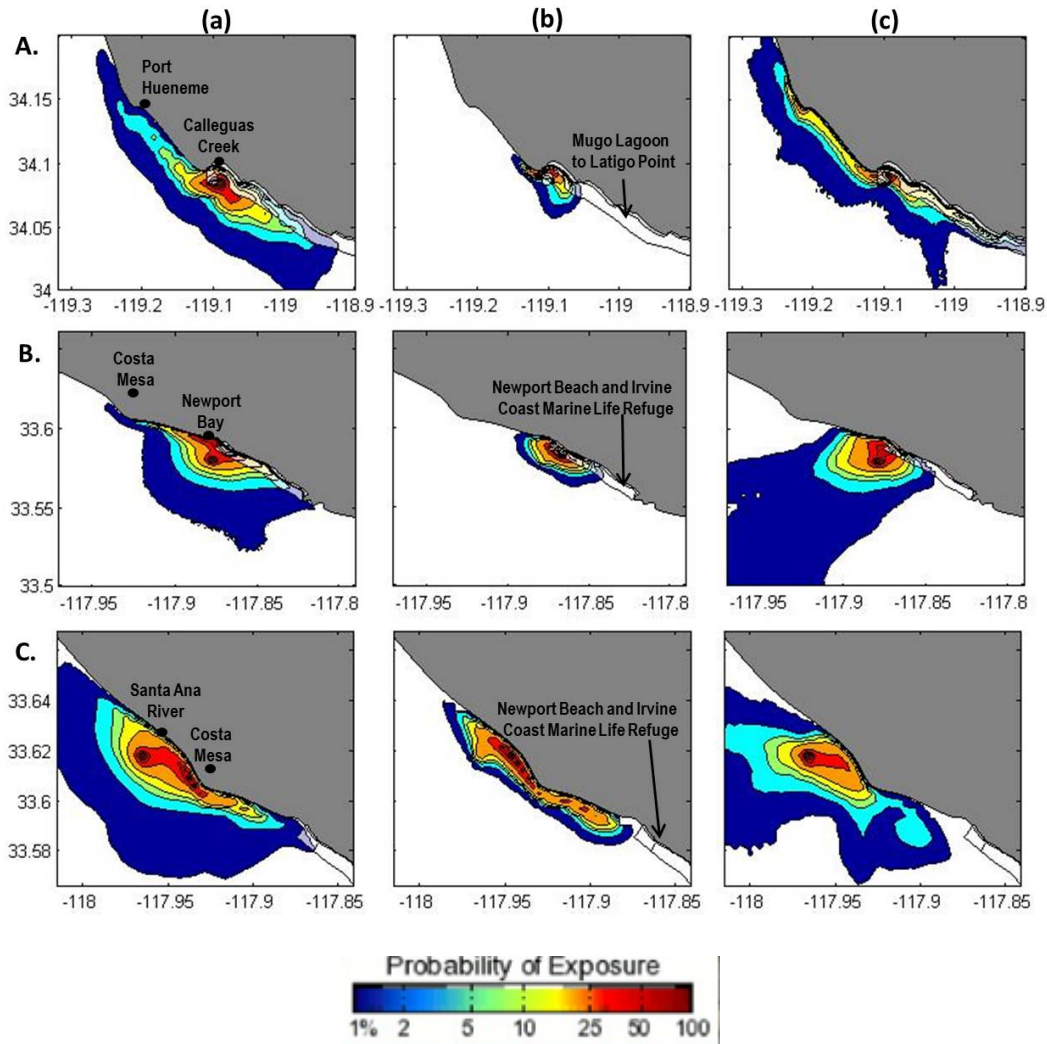 (a) (b) (c)
A.
Port
Hueneme
Calleguas
Creek
Mugo Lagoon
to Latigo Point
34.15
34.1
34.05
34
-119.3 -119.2 -119.1 -119 -118.9
-119.3 -119.2 -119.1 -119 -118.9
-119.3 -119.2 -119.1 -119 -118.9
B.
Costa
Mesa
Newport
Bay
Newport Beach and Irvine
Coast Marine Life Refuge
33.6
33.55
33.5
-117.95 -117.9 -117.85 -117.8
-117.95 -117.9 -117.85 -117.8
-117.95 -117.9 -117.85 -117.8
C.
Santa Ana
River
Costa
Mesa
Newport Beach and Irvine
Coast Marine Life Refuge
33.64
33.62
33.6
33.58
-118 -117.95 -117.9 -117.85
-118 -117.95 -117.9 -117.85
-118 -117.95 -117.9 -117.85
Probability of Exposure
1% 2 5 10 25 50 100